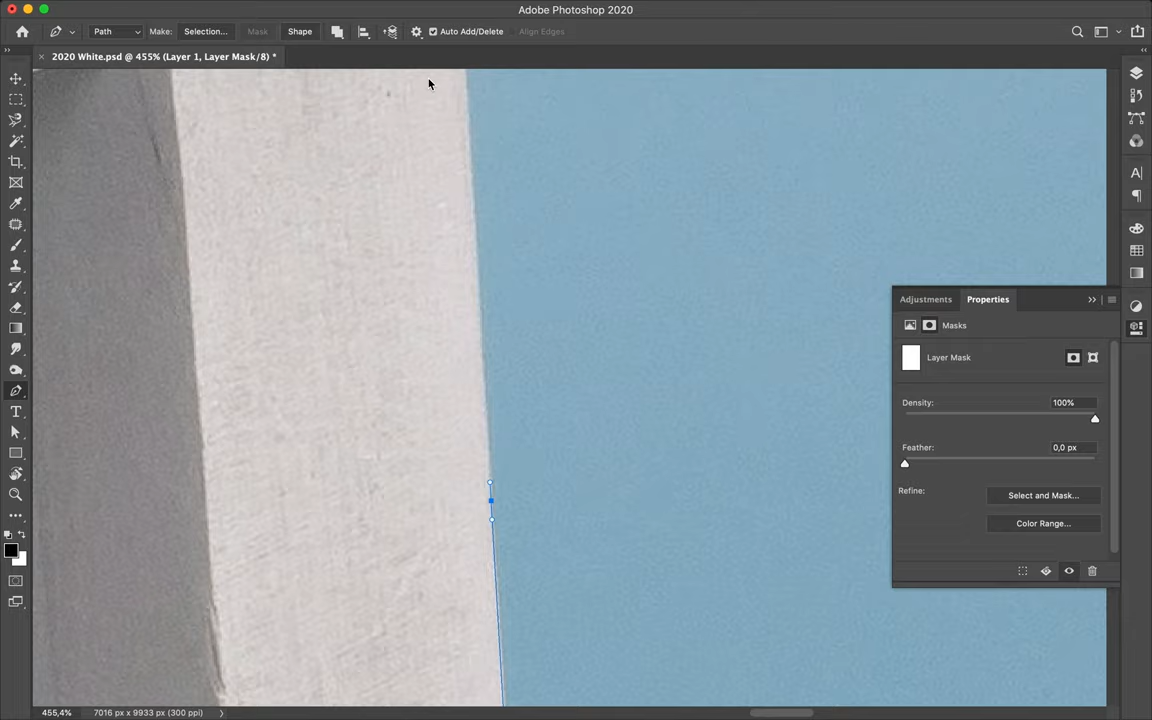 Adobe Photoshop 2020
Path
Make:
Selection...
Mask
Shape
Auto Add/Delete
Align Edges
2020 White.psd @ 455% (Layer 1, Layer Mask/8) *
Adjustments
Properties
Masks
Layer Mask
Density:
100%
Feather:
0,0 px
Refine:
Select and Mask...
Color Range...
455,4%
7016 px x 9933 px (300 ppi)